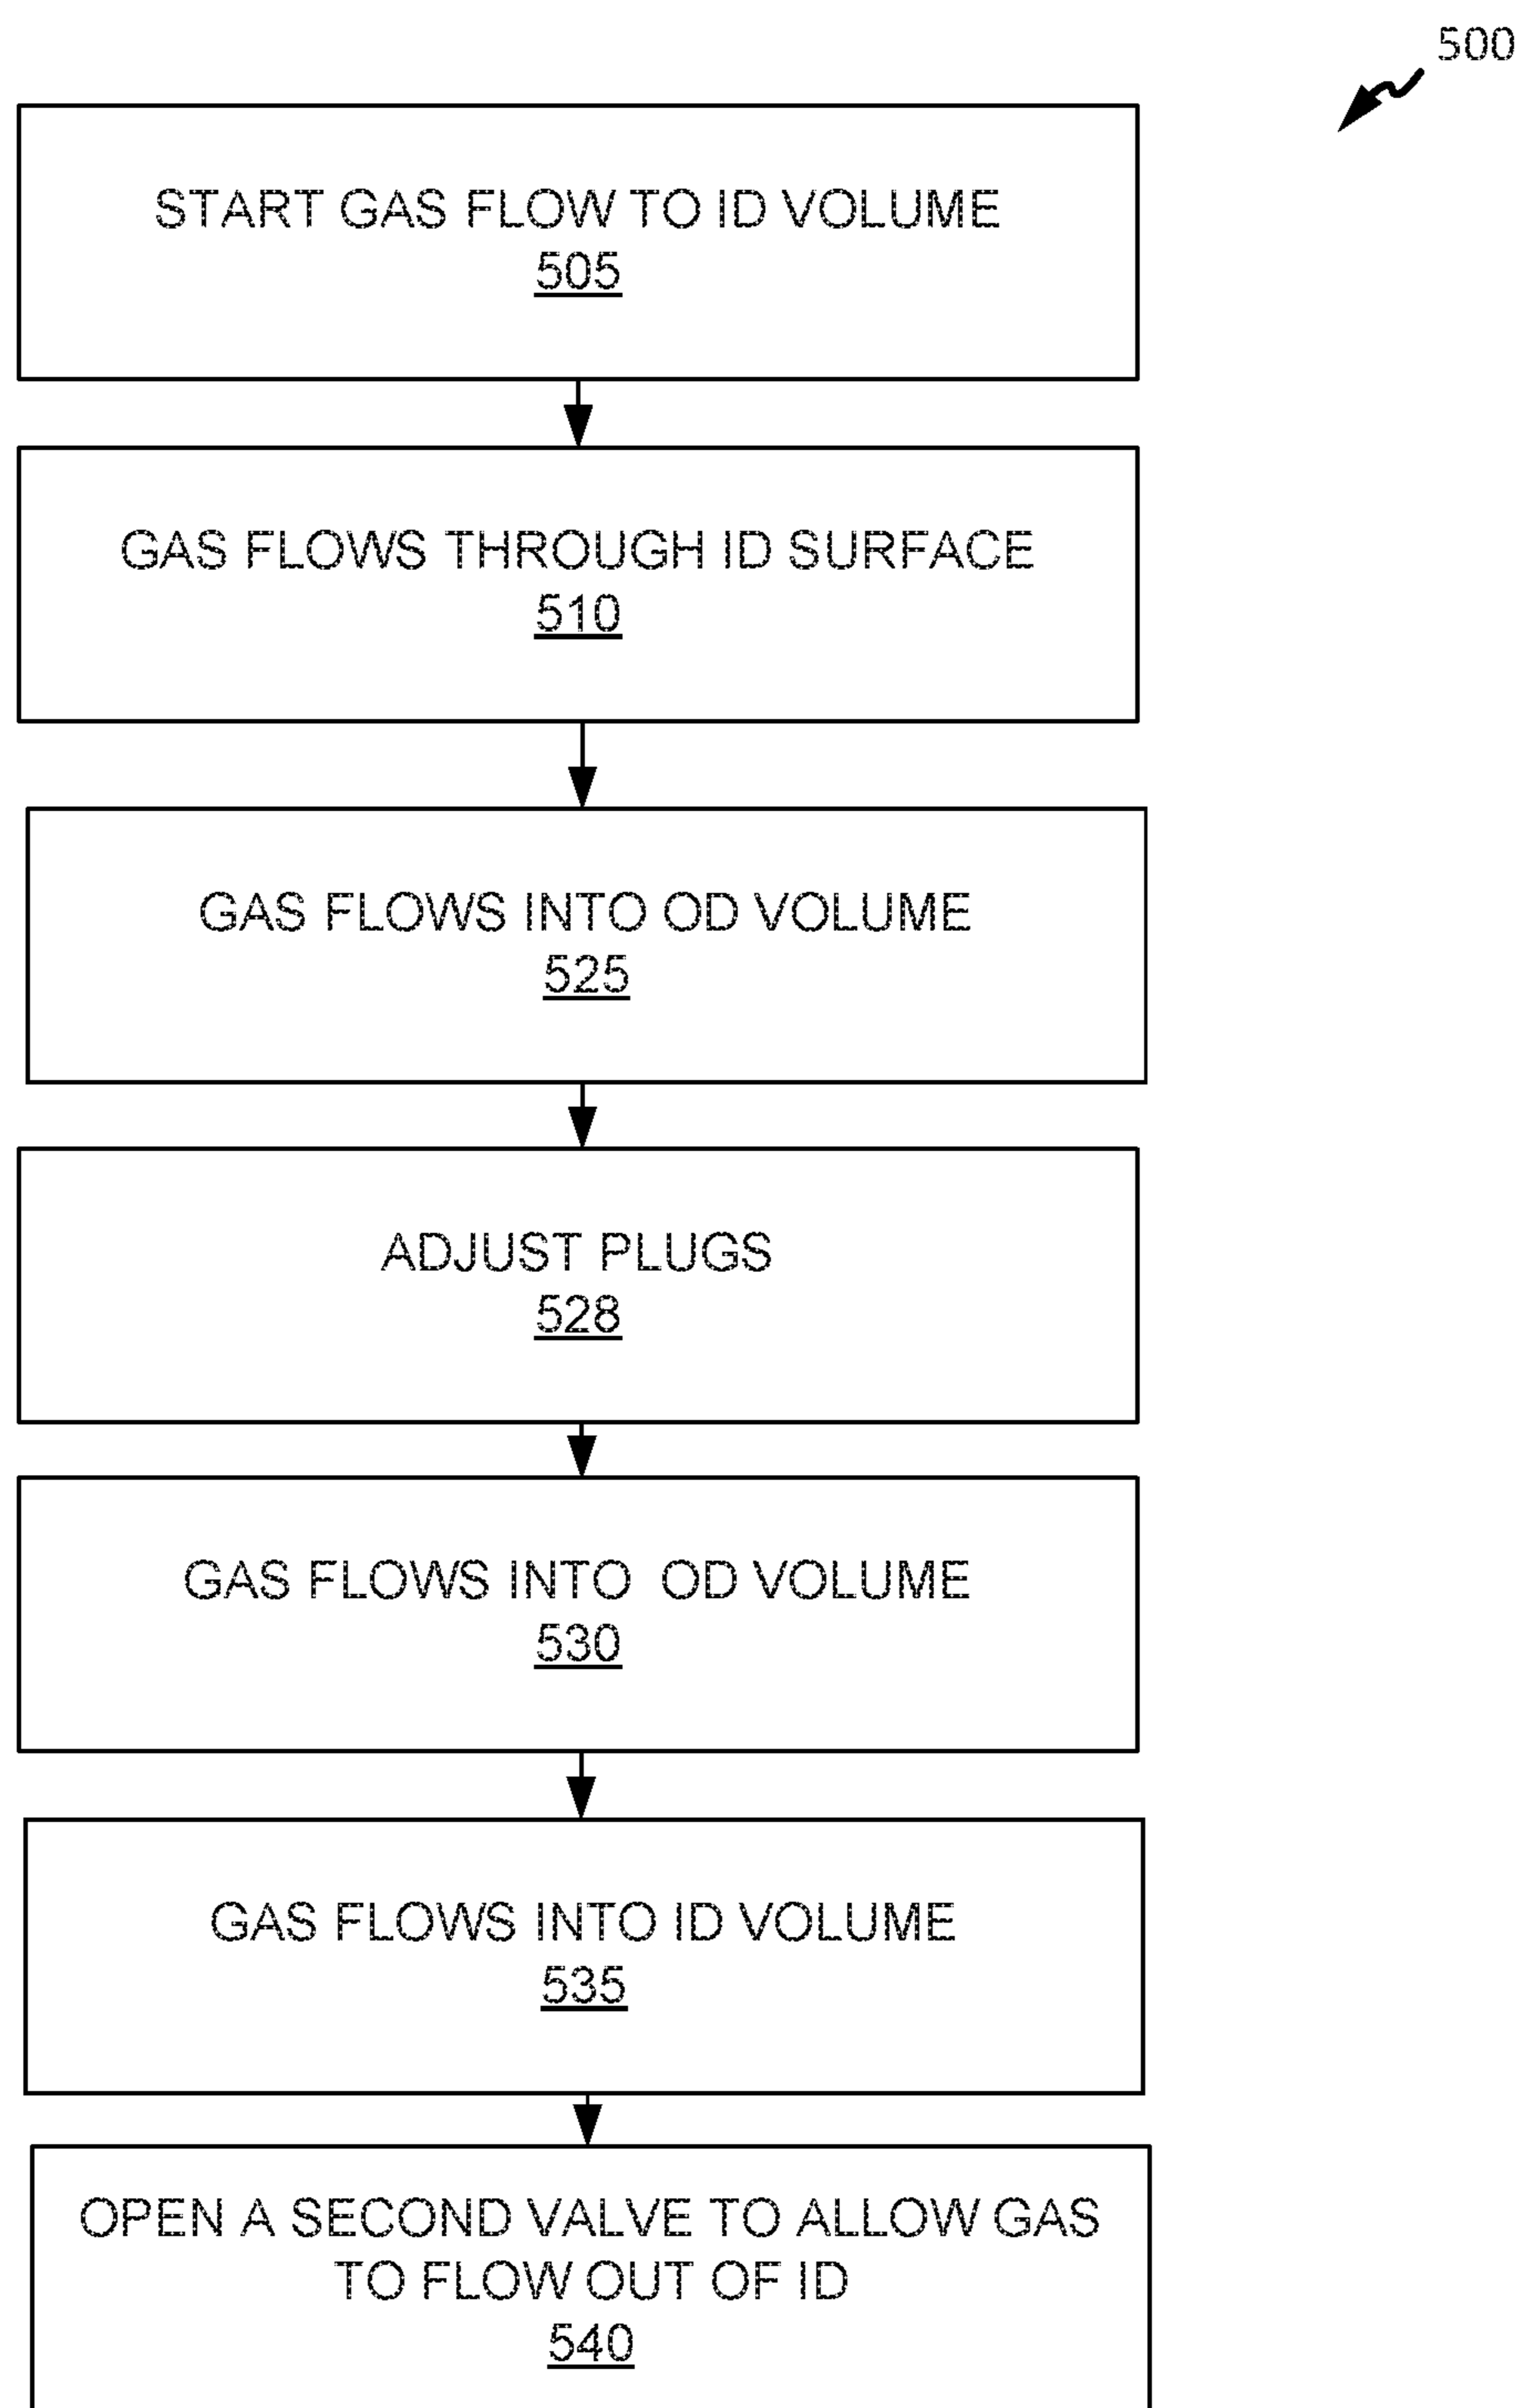 500
START GAS FLOW TO ID VOLUME
505
GAS FLOWS THROUGH ID SURFACE
510
GAS FLOWS INTO OD VOLUME
525
ADJUST PLUGS
528
GAS FLOWS INTO  OD VOLUME
530
GAS FLOWS INTO ID VOLUME
535
OPEN A SECOND VALVE TO ALLOW GAS
TO FLOW OUT OF ID
540